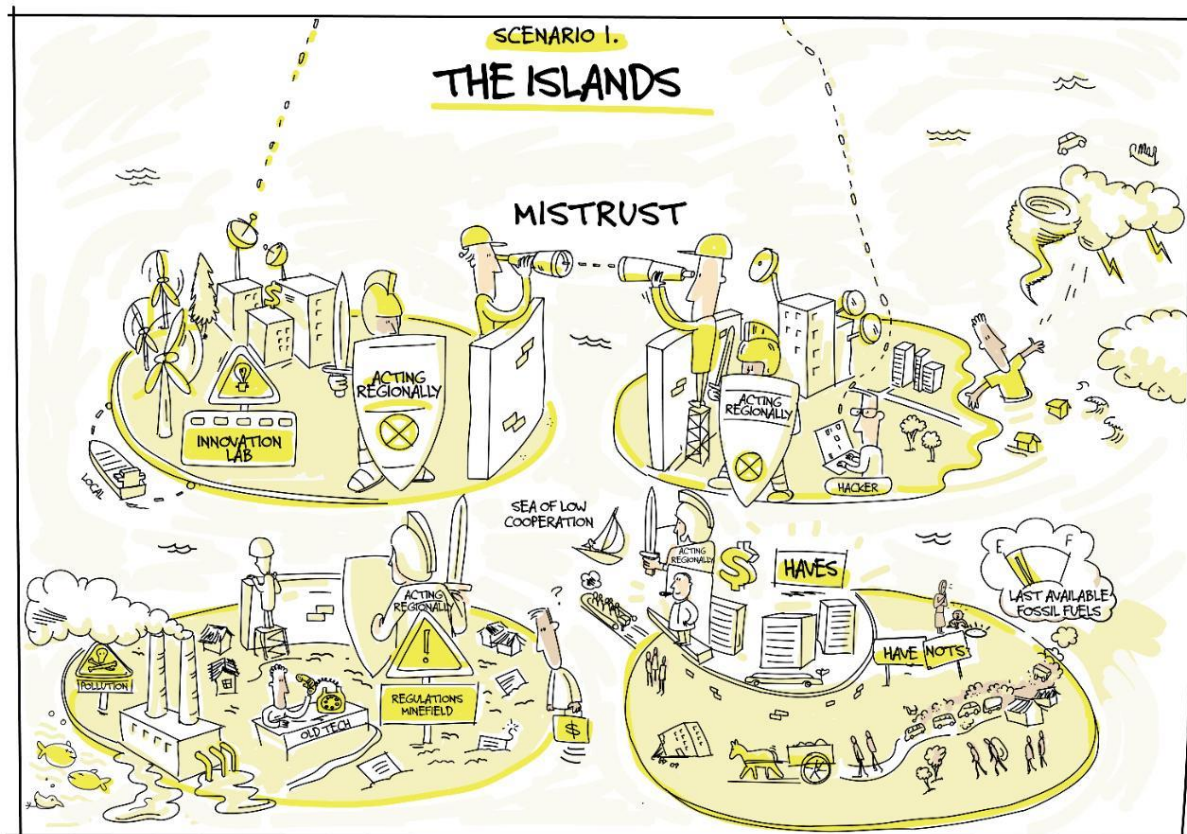 SCENARIO 1.
THE ISLANDS
MISTRUST
$
ACTING
REGIONALLY
INNOVATION
LAB
LOCAL
ACTING
REGIONALLY
HACKER
SEA OF LOW
COOPERATION
ACTING
REGIONALLY
$
HAVES
E
F
LAST AVAILABLE
FOSSIL FUELS
HAVE NOTS
ACTING
REGIONALLY
!
?
POLLUTION
REGULATIONS
MINEFIELD
OLD TECH
$